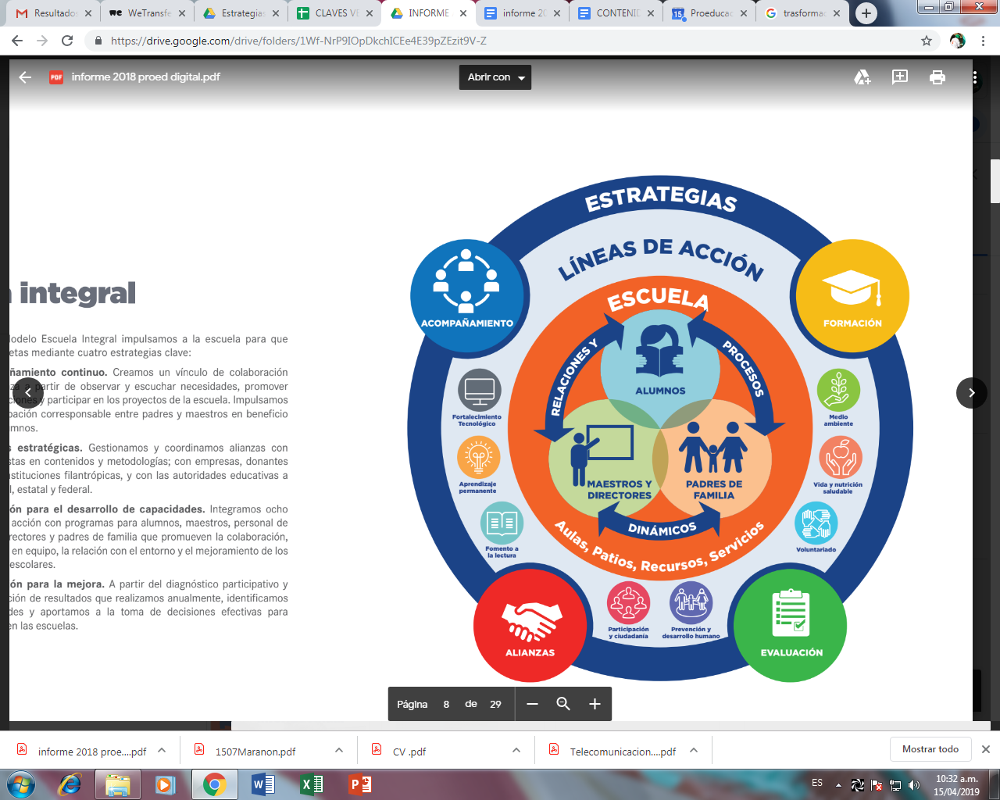 Resultados
WeTransfe
Estrategias
CLAVES VE
INFORME
informe 20
CONTENID
Proeducac
trasformac
https://drive.google.com/drive/folders/1Wf-NrP9IOpDkchICEe4E39pZEzit9V-Z
PDF
informe 2018 proed digital.pdf
Abrir con
integral
Modelo Escuela Integral impulsamos a la escuela para que
etas mediante cuatro estrategias clave:
ñamiento continuo. Creamos un vínculo de colaboración
a partir de observar y escuchar necesidades, promover
ciones y participar en los proyectos de la escuela. Impulsamos
pación corresponsable entre padres y maestros en beneficio
umnos.
s estratégicas. Gestionamos y coordinamos alianzas con
stas en contenidos y metodologías; con empresas, donantes
nstituciones filantrópicas, y con las autoridades educativas a
l, estatal y federal.
ón para el desarrollo de capacidades. Integramos ocho
acción con programas para alumnos, maestros, personal de
rectores y padres de familia que promueven la colaboración,
en equipo, la relación con el entorno y el mejoramiento de los
escolares.
ón para la mejora. A partir del diagnóstico participativo y
ción de resultados que realizamos anualmente, identificamos
des y aportamos a la toma de decisiones efectivas para
en las escuelas.
ESTRATEGIAS
LÍNEAS DE ACCIÓN
ESCUELA
ACOMPAÑAMIENTO
FORMACIÓN
RELACIONES Y
PROCESOS
ALUMNOS
Fortalecimiento
Tecnológico
Medio
ambiente
Aprendizaje
permanente
MAESTROS Y
DIRECTORES
PADRES DE
FAMILIA
Vida y nutrición
saludable
DINÁMICOS
Aulas, Patios, Recursos, Servicios
Fomento a
la lectura
Voluntariado
Participación
y ciudadanía
Prevención y
desarrollo humano
ALIANZAS
EVALUACIÓN
Página 8 de 29
informe 2018 proe....pdf
1507Maranon.pdf
CV .pdf
Telecomunicacion....pdf
Mostrar todo
ES
10:32 a.m.
15/04/2019